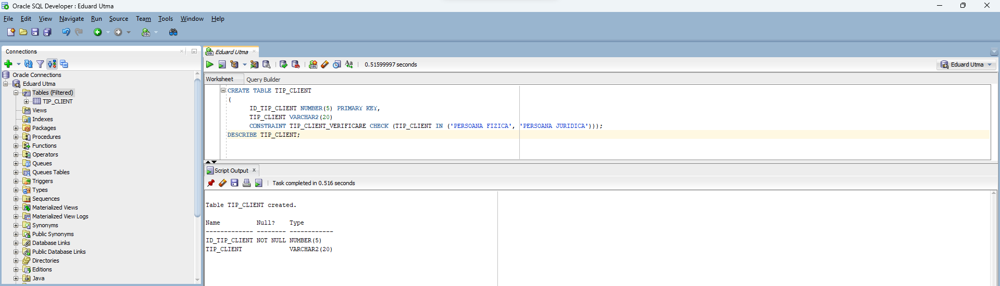 Oracle SQL Developer : Eduard Utma
File Edit View Navigate Run Source Team Tools Window Help
Connections
Oracle Connections
Eduard Utma
Tables (Filtered)
TIP_CLIENT
Views
Indexes
Packages
Procedures
Functions
Operators
Queues
Queues Tables
Triggers
Types
Sequences
Materialized Views
Materialized View Logs
Synonyms
Public Synonyms
Database Links
Public Database Links
Directories
Editions
Java
Eduard Utma
0.51599997 seconds
Eduard Utma
Worksheet Query Builder
CREATE TABLE TIP_CLIENT
(
ID_TIP_CLIENT NUMBER(5) PRIMARY KEY,
TIP_CLIENT VARCHAR2(20)
CONSTRAINT TIP_CLIENT_VERIFICARE CHECK (TIP_CLIENT IN ('PERSOANA FIZICA', 'PERSOANA JURIDICA')));
DESCRIBE TIP_CLIENT;
Script Output
Task completed in 0.516 seconds
Table TIP_CLIENT created.
Name Null? Type
------------- -------- ------------
ID_TIP_CLIENT NOT NULL NUMBER(5)
TIP_CLIENT VARCHAR2(20)